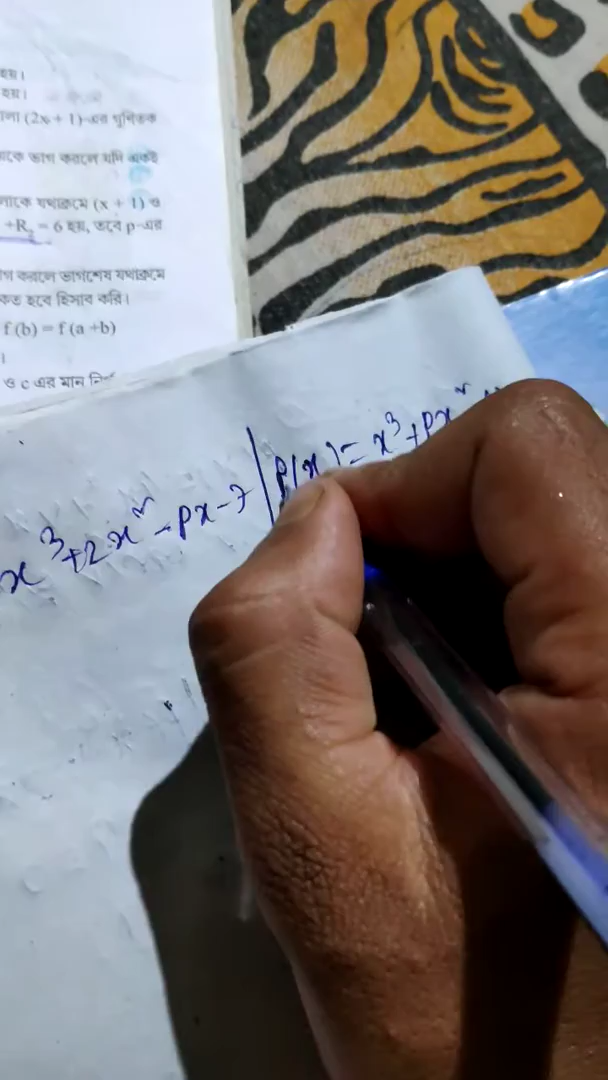 হয়।
হয়।
(2x + 1)-এর গুণিতক
ভাগ করলে যদি একই
যথাক্রমে (x + 1) ও
+R₂ = 6 হয়, তবে p-এর
করলে ভাগশেষ যথাক্রমে
কত হবে হিসাব করি।
f (b) = f (a +b)
।
ও c এর মান
x³+2x² - px - 7 | P(x) = x³ + px²